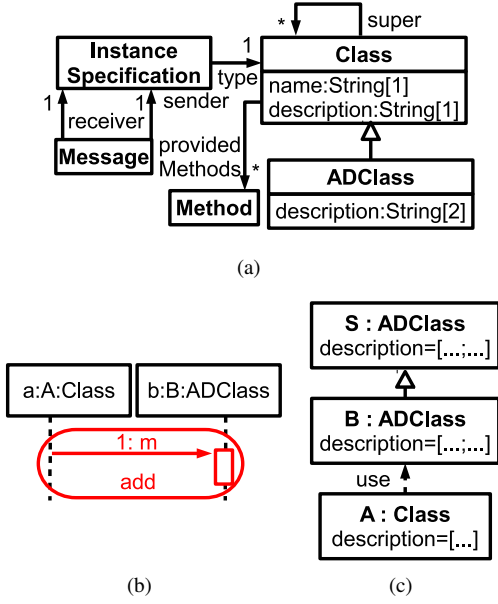 *
super
Instance
Specification
1
type
Class
name:String[1]
description:String[1]
1
1
sender
receiver
Message
provided
Methods
*
Method
ADClass
description:String[2]
(a)
a:A:Class
b:B:ADClass
1: m
add
(b)
S : ADClass
description=[...;...]
B : ADClass
description=[...;...]
use
A : Class
description=[...]
(c)